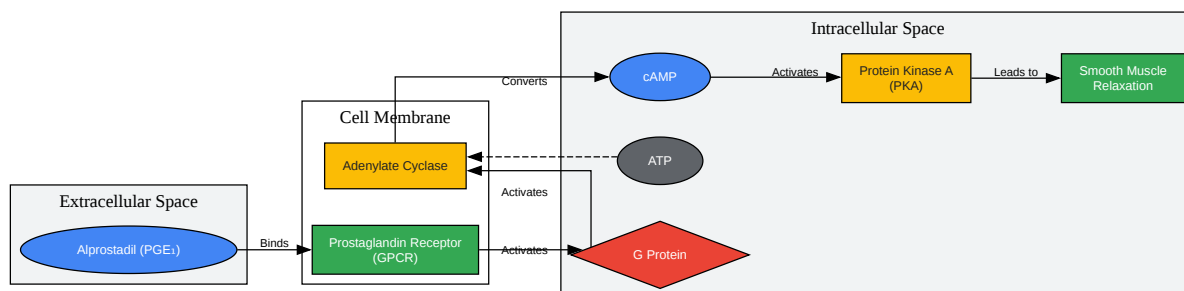 Intracellular Space
cAMP
Activates
Protein Kinase A
(PKA)
Leads to
Smooth Muscle
Relaxation
Converts
Cell Membrane
Adenylate Cyclase
ATP
Activates
Extracellular Space
Alprostadil (PGE₁)
Binds
Prostaglandin Receptor
(GPCR)
Activates
G Protein